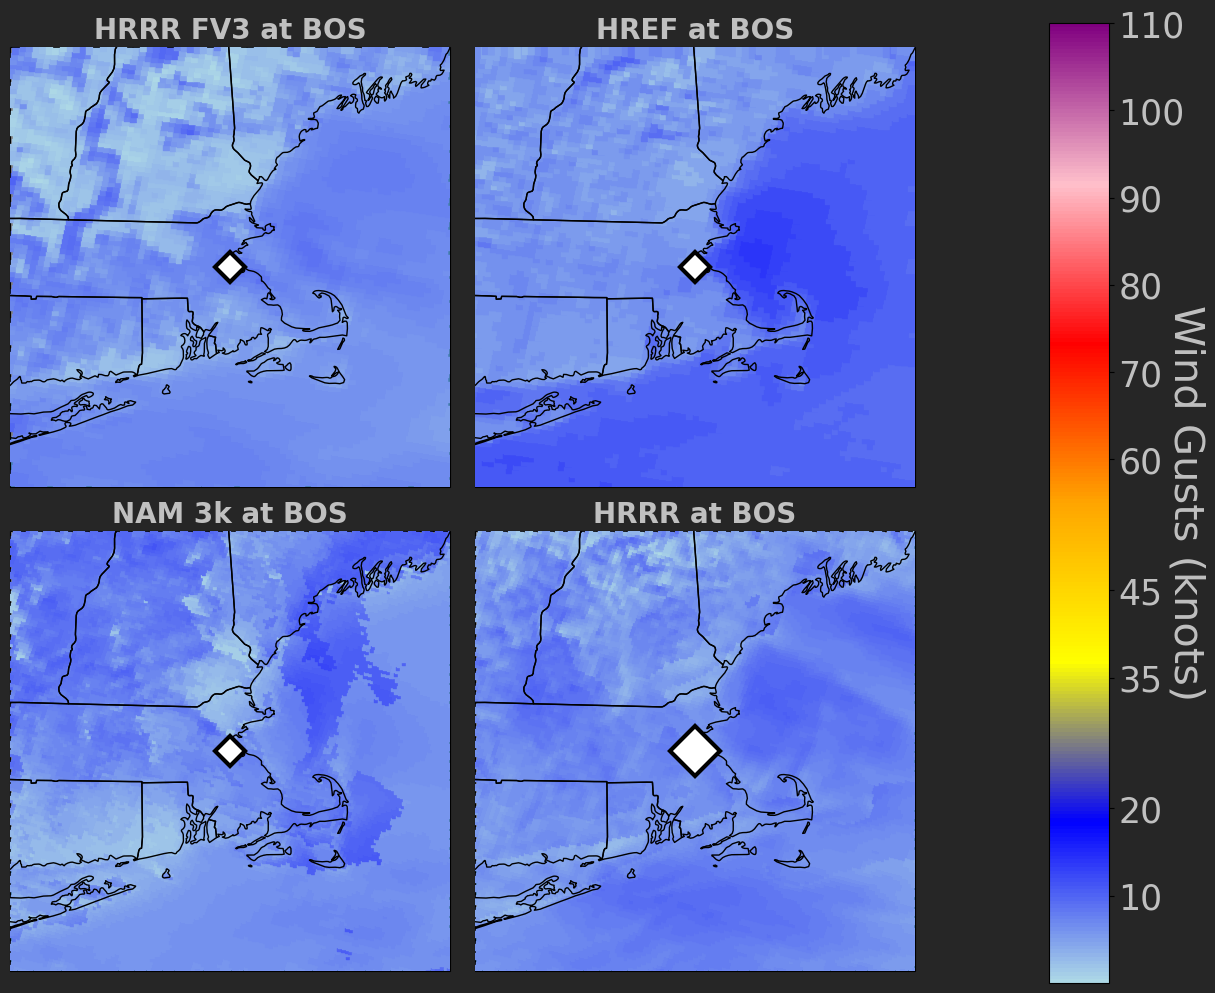 HRRR FV3 at BOS
HREF at BOS
NAM 3k at BOS
HRRR at BOS
110
100
90
80
70
60
45
35
20
10
Wind Gusts (knots)